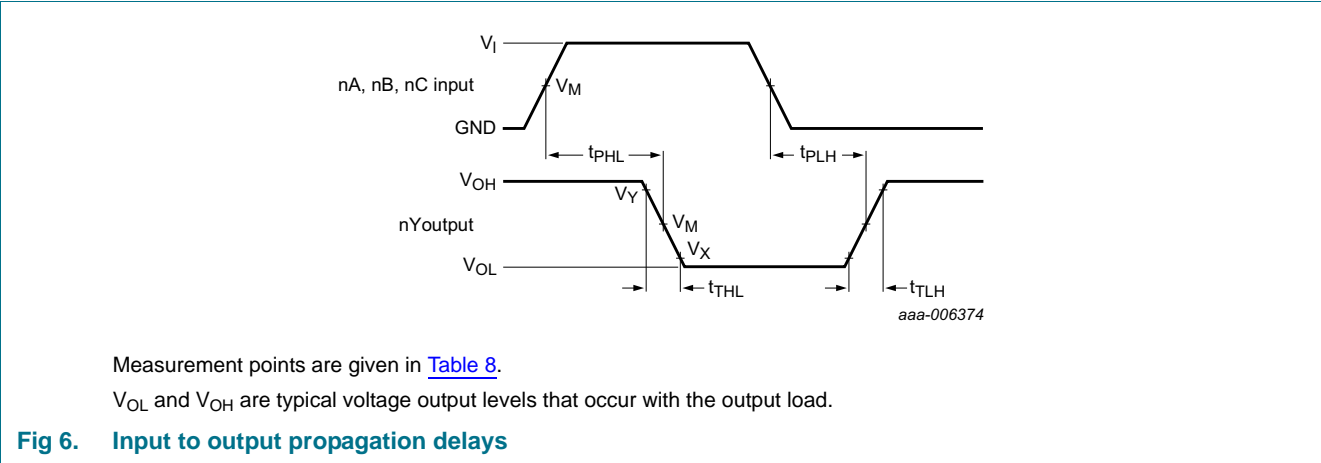 VI
nA, nB, nC input
VM
GND
tPHL
tPLH
VOH
VY
nYoutput
VM
VX
VOL
tTHL
tTLH
aaa-006374
Measurement points are given in Table 8.
VOL and VOH are typical voltage output levels that occur with the output load.
Fig 6. Input to output propagation delays